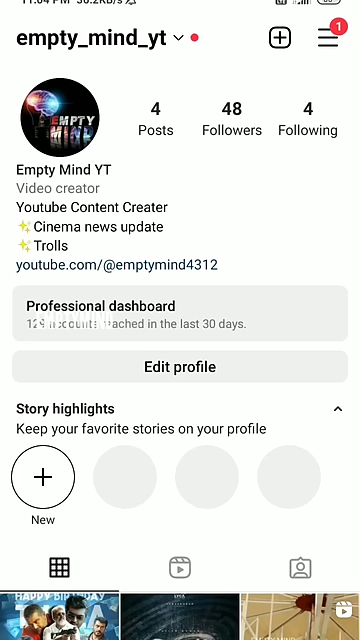 empty_mind_yt
1
EMPTY
MIND
4
48
4
Posts
Followers
Following
Empty Mind YT
Video creator
Youtube Content Creater
✨Cinema news update
✨Trolls
youtube.com/@emptymind4312
Professional dashboard
in the last 30 days.
Edit profile
Story highlights
Keep your favorite stories on your profile
New
HAPPY BIRTHDAY